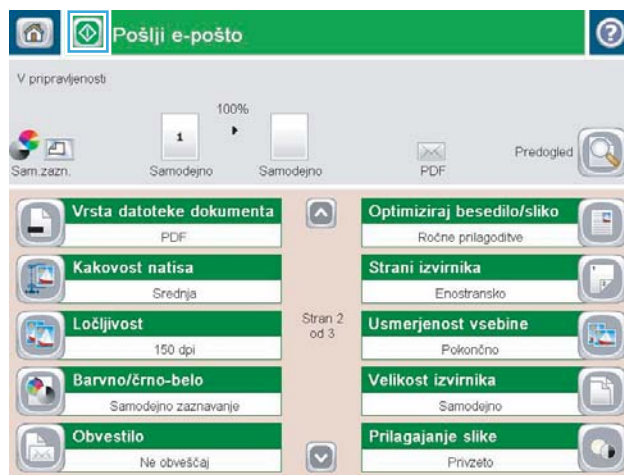 Pošlji e-pošto
?
V pripravljenosti
100%
1
Predogled
Sam.zazn.
Samodejno
Samodejno
PDF
Vrsta datoteke dokumenta
PDF
Kakovost natisa
Srednja
Ločljivost
150 dpi
Barvno/črno-belo
Samodejno zaznavanje
Obvestilo
Ne obveščaj
Stran 2
od 3
Optimiziraj besedilo/sliko
Ročne prilagoditve
Strani izvirnika
Enostransko
Usmerjenost vsebine
Pokončno
Velikost izvirnika
Samodejno
Prilagajanje slike
Privzeto